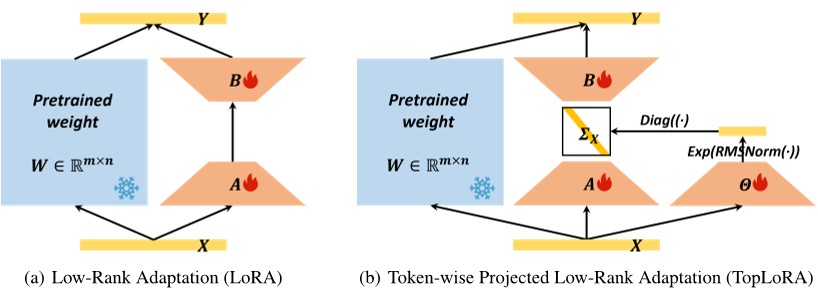 Y
B
Pretrained
weight
W ∈ ℝ^{m×n}
A
X
(a) Low-Rank Adaptation (LoRA)
Y
B
Pretrained
weight
Σ_X
Diag((·)
Exp(RMSNorm(·))
W ∈ ℝ^{m×n}
A
Θ
X
(b) Token-wise Projected Low-Rank Adaptation (TopLoRA)